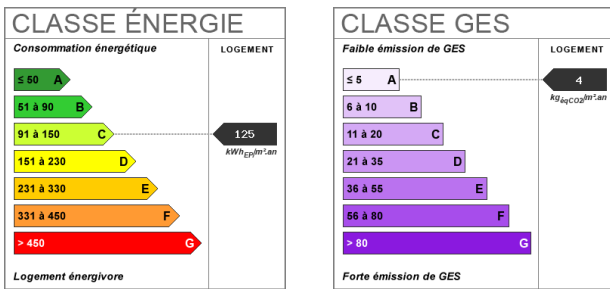 CLASSE ÉNERGIE
Consommation énergétique
LOGEMENT
≤ 50 A
51 à 90 B
91 à 150 C
125
kWhEP/m².an
151 à 230 D
231 à 330 E
331 à 450 F
> 450 G
Logement énergivore
CLASSE GES
Faible émission de GES
LOGEMENT
≤ 5 A
4
kgéqCO2/m².an
6 à 10 B
11 à 20 C
21 à 35 D
36 à 55 E
56 à 80 F
> 80 G
Forte émission de GES